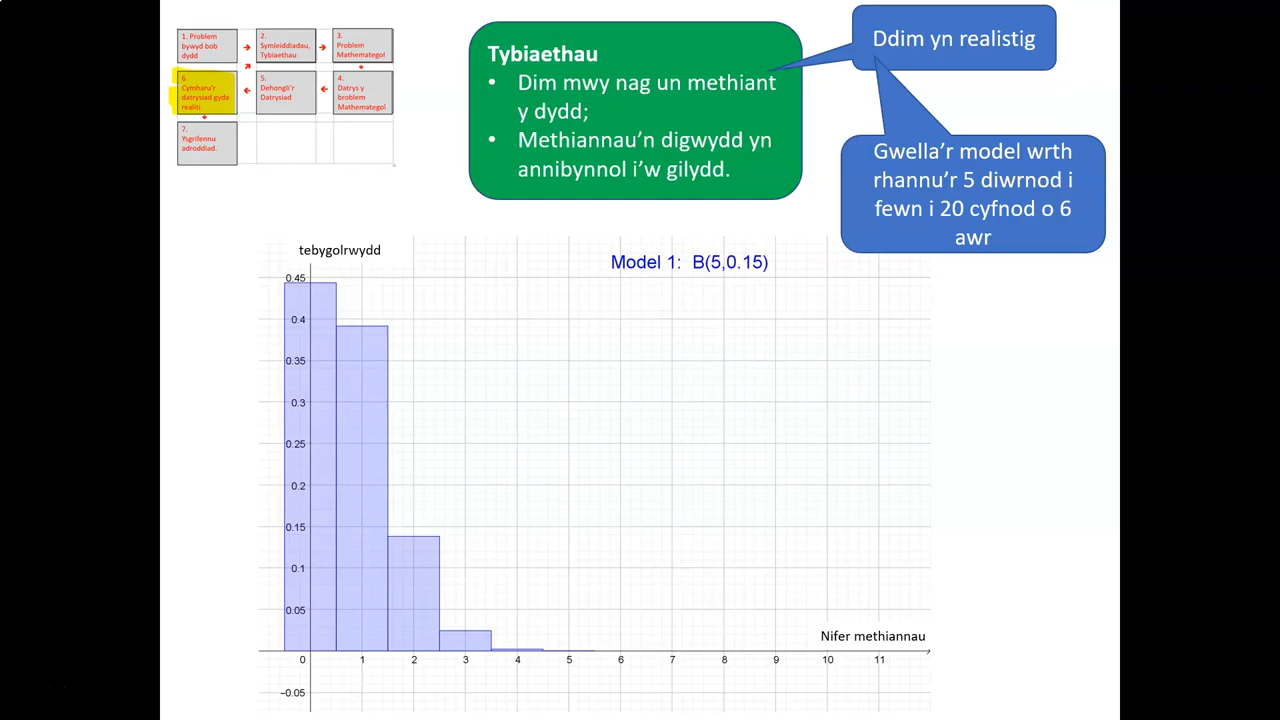 1. Problem
bywyd bob
dydd
2.
Symleiddiadau,
Tybiaethau
3.
Problem
Mathemategol
6.
Cymharu'r
datrysiad gyda
realiti
5.
Dehongli'r
Datrysiad
4.
Datrys y
broblem
Mathemategol
7.
Ysgrifennu
adroddiad.
Tybiaethau
• Dim mwy nag un methiant
y dydd;
• Methiannau’n digwydd yn
annibynnol i’w gilydd.
Ddim yn realistig
Gwella’r model wrth
rhannu’r 5 diwrnod i
fewn i 20 cyfnod o 6
awr
tebygolrwydd
Model 1: B(5,0.15)
0.45
0.4
0.35
0.3
0.25
0.2
0.15
0.1
0.05
Nifer methiannau
0 1 2 3 4 5 6 7 8 9 10 11
−0.05